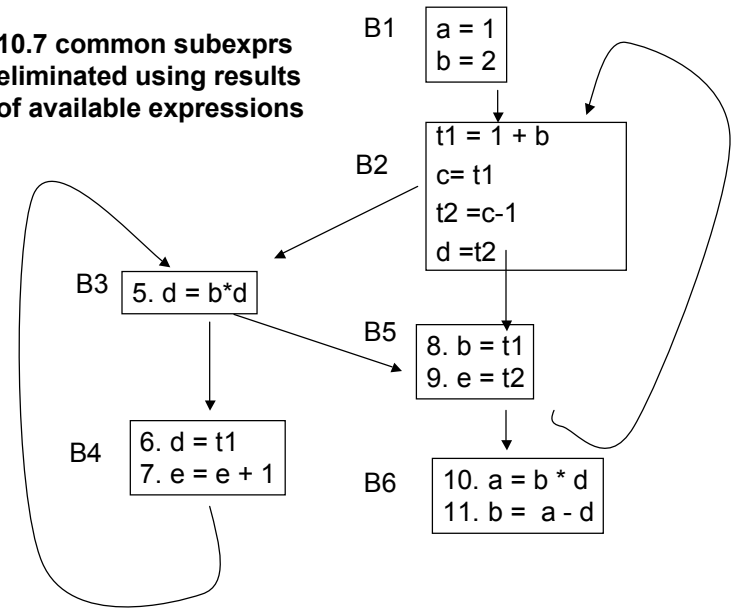 10.7 common subexprs
eliminated using results
of available expressions
B1
a = 1
b = 2
B2
t1 = 1 + b
c= t1
t2 =c-1
d =t2
B3
5. d = b*d
B5
8. b = t1
9. e = t2
B4
6. d = t1
7. e = e + 1
B6
10. a = b * d
11. b = a - d